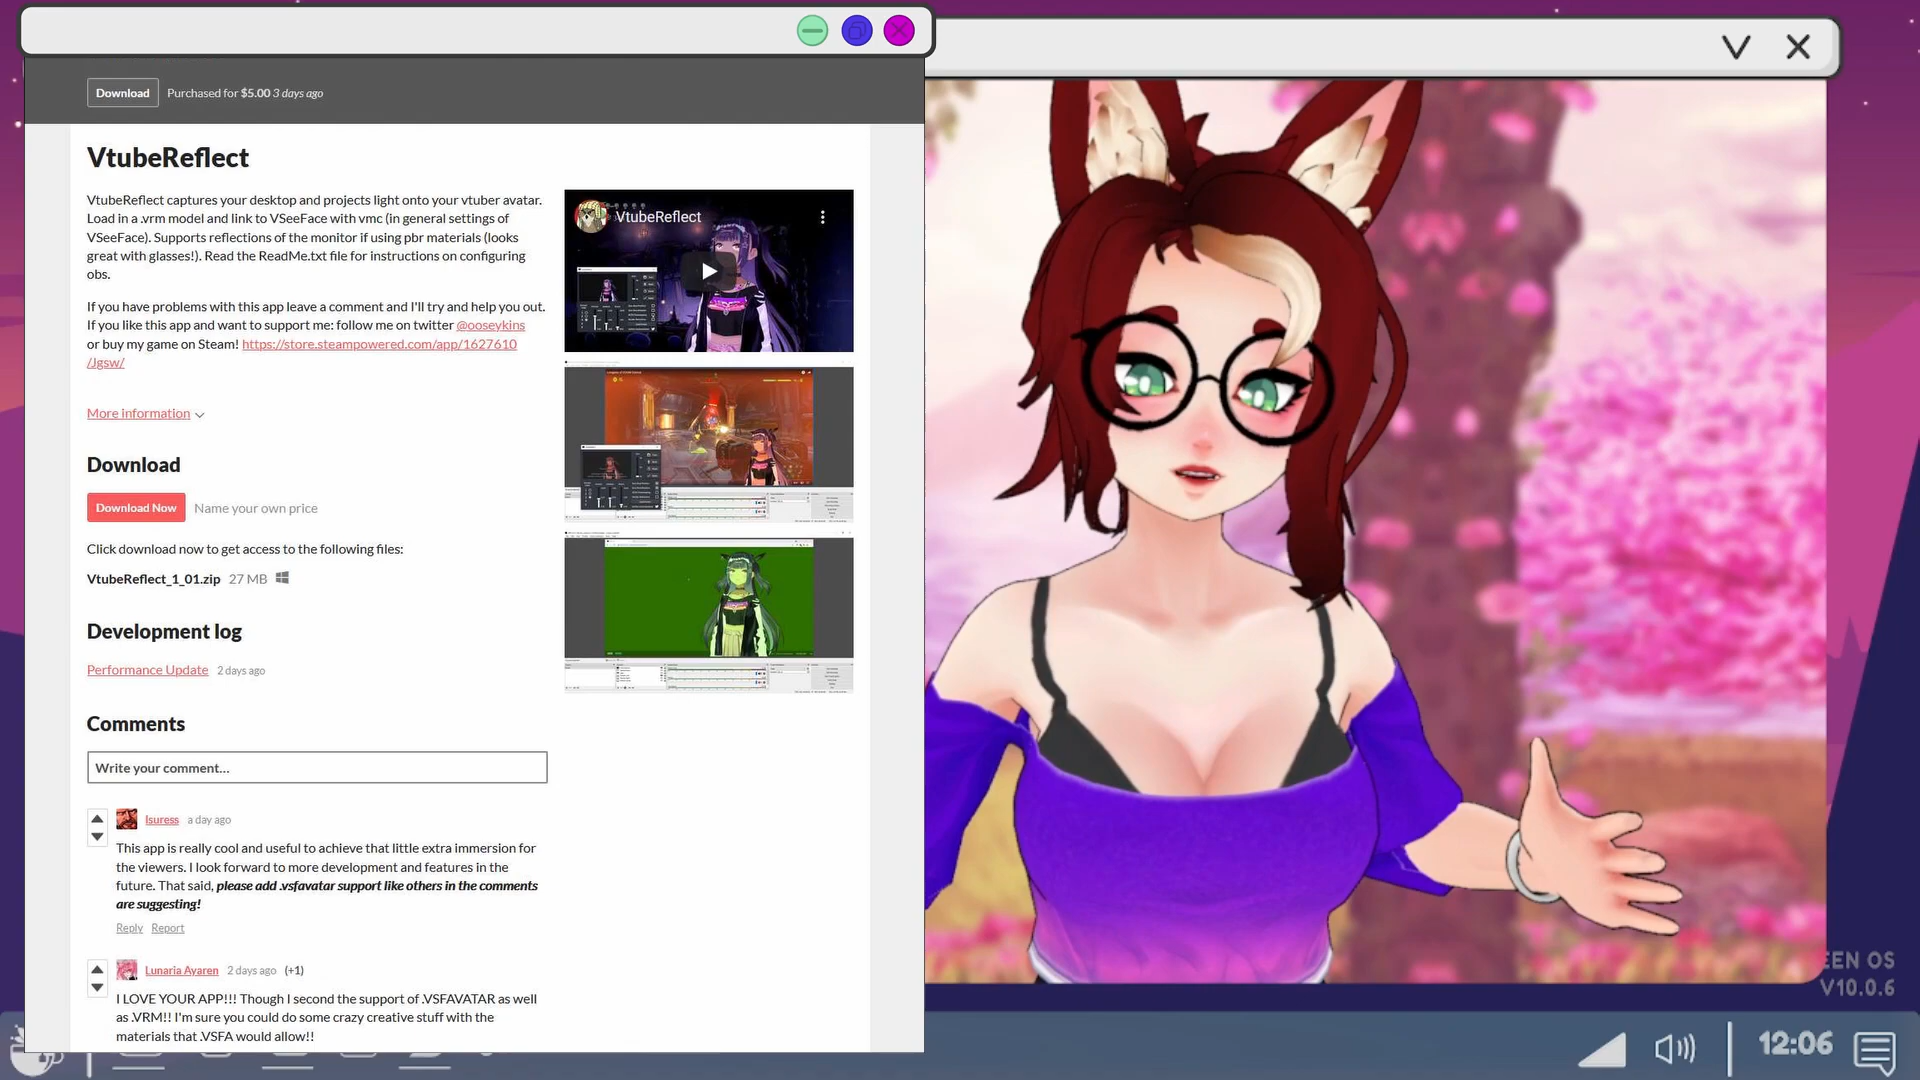 Download Purchased for $5.00 3 days ago
VtubeReflect
VtubeReflect captures your desktop and projects light onto your vtuber avatar.
Load in a .vrm model and link to VSeeFace with vmc (in general settings of
VSeeFace). Supports reflections of the monitor if using pbr materials (looks
great with glasses!). Read the ReadMe.txt file for instructions on configuring
obs.
If you have problems with this app leave a comment and I'll try and help you out.
If you like this app and want to support me: follow me on twitter @ooseykins
or buy my game on Steam! https://store.steampowered.com/app/1627610
/Jgsw/
More information
Download
Download Now Name your own price
Click download now to get access to the following files:
VtubeReflect_1_01.zip 27 MB
Development log
Performance Update 2 days ago
Comments
Write your comment...
Isuress a day ago
This app is really cool and useful to achieve that little extra immersion for
the viewers. I look forward to more development and features in the
future. That said, please add .vsfavatar support like others in the comments
are suggesting!
Reply Report
Lunaria Ayaren 2 days ago (+1)
I LOVE YOUR APP!!! Though I second the support of .VSFAVATAR as well
as .VRM!! I'm sure you could do some crazy creative stuff with the
materials that .VSFA would allow!!
VtubeReflect
EEN OS
V10.0.6
12:06